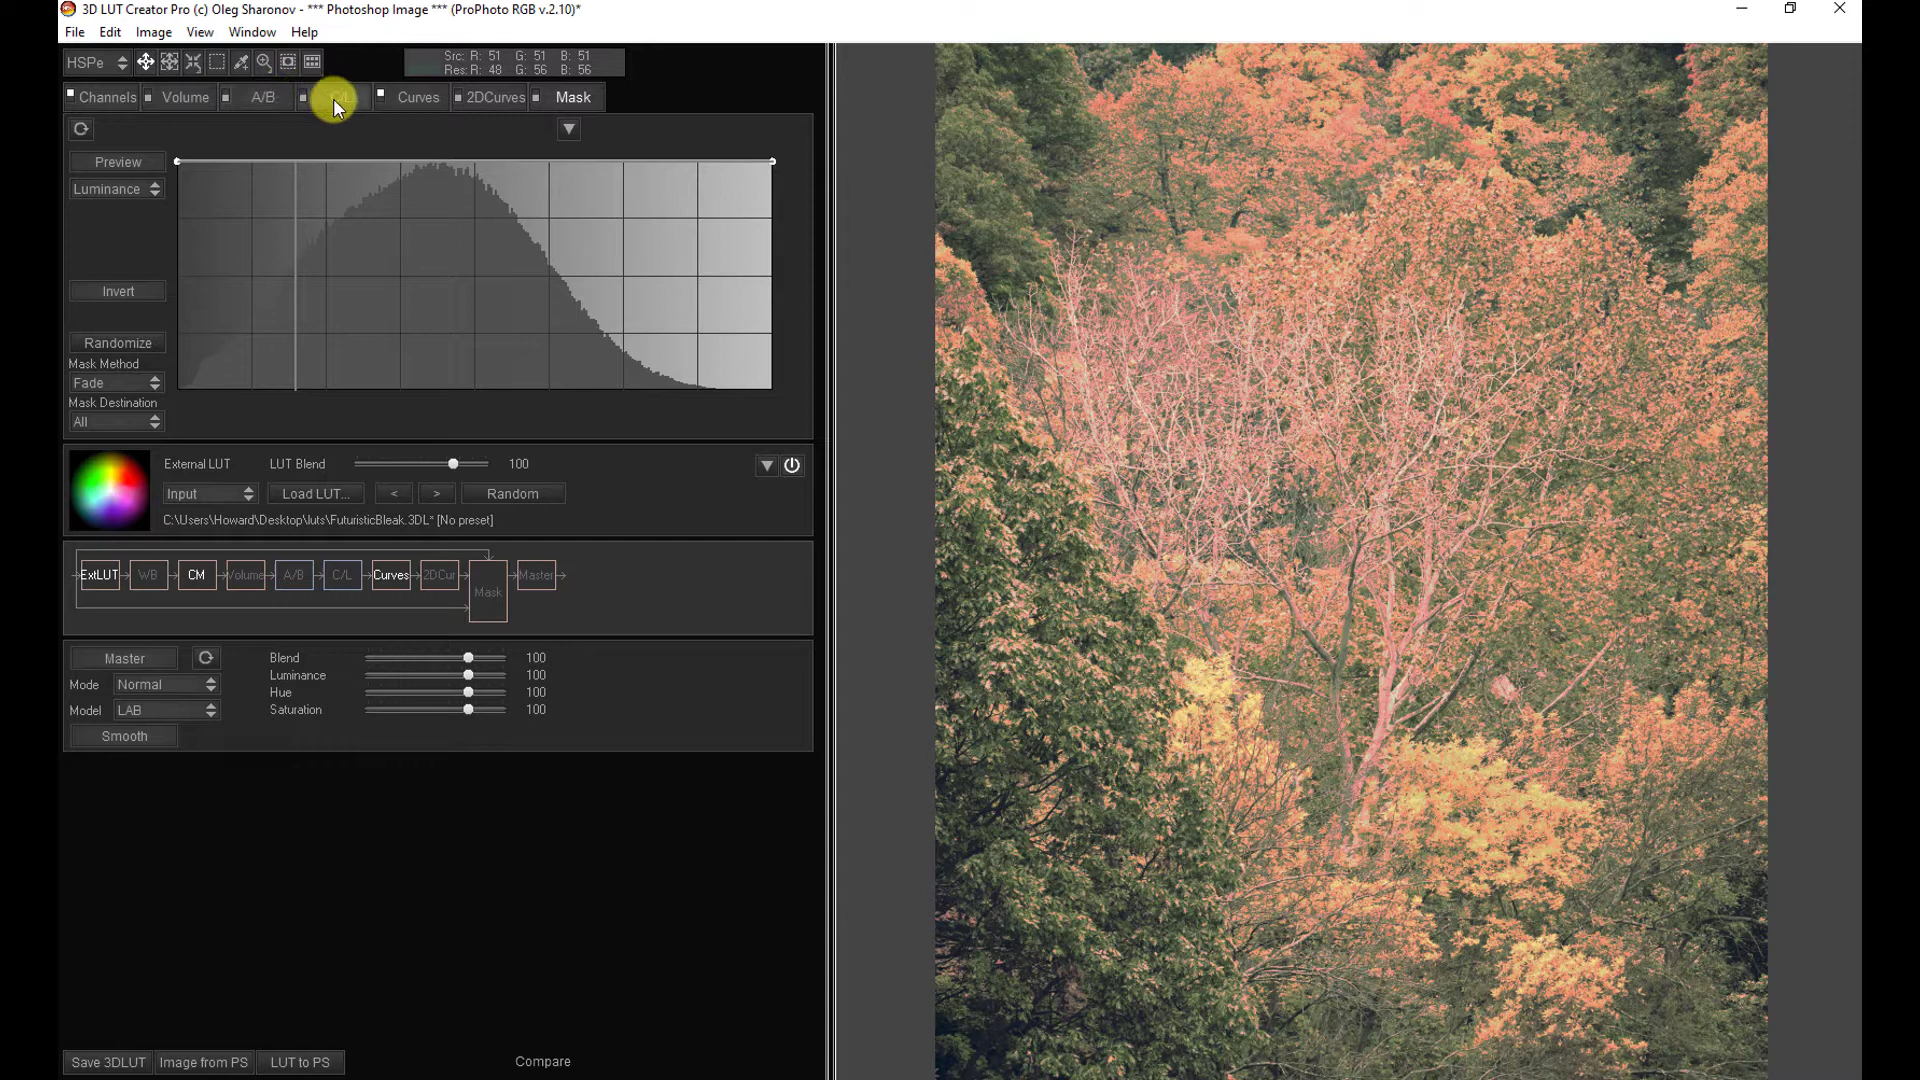 3D LUT Creator Pro (c) Oleg Sharonov - *** Photoshop Image *** (ProPhoto RGB v.2.10)*
File Edit Image View Window Help
HSPe
Src: R: 51 G: 51 B: 51
Res: R: 48 G: 56 B: 56
Channels Volume A/B C/L Curves 2DCurves Mask
Preview
Luminance
Invert
Randomize
Mask Method
Fade
Mask Destination
All
External LUT LUT Blend 100
Input Load LUT... < > Random
C:\Users\Howard\Desktop\luts\FuturisticBleak.3DL* [No preset]
ExtLUT WB CM Volume A/B C/L Curves 2DCur Mask Master
Master Blend 100
Luminance 100
Mode Normal Hue 100
Model LAB Saturation 100
Smooth
Save 3DLUT Image from PS LUT to PS Compare